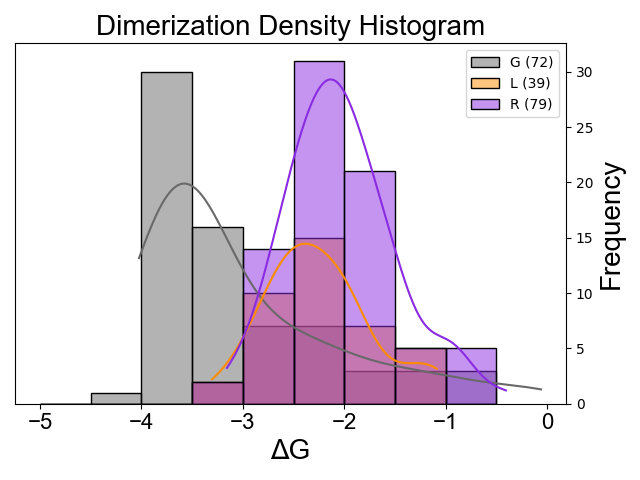 Dimerization Density Histogram
G (72)
L (39)
R (79)
30
25
20
15
10
5
0
Frequency
−5 −4 −3 −2 −1 0
ΔG